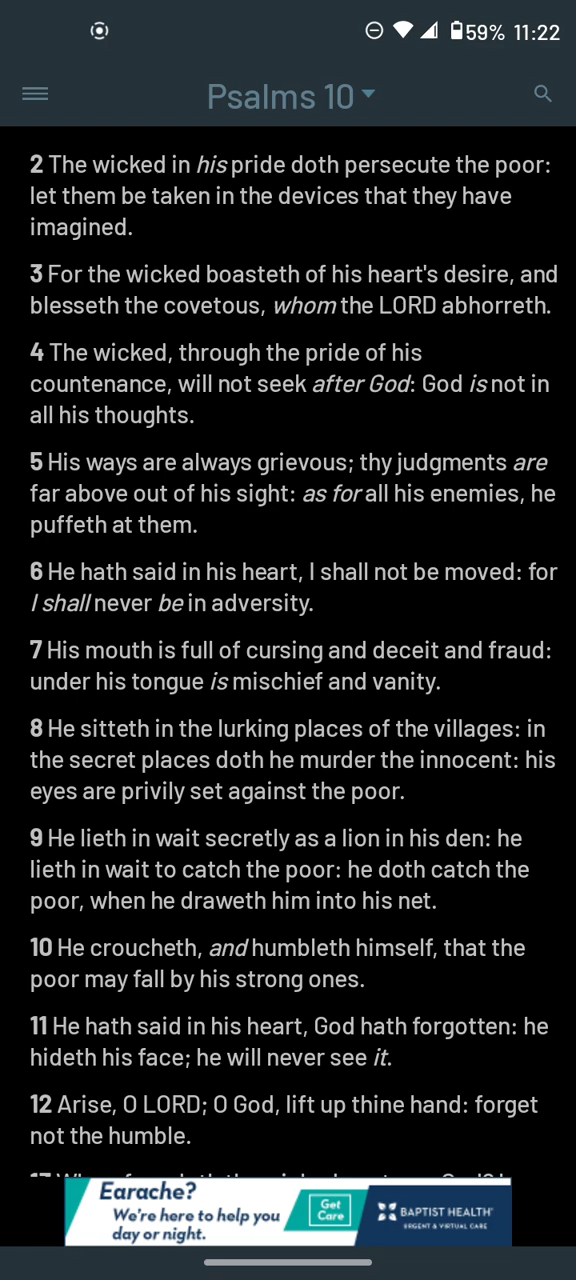 59% 11:22
Psalms 10
2 The wicked in his pride doth persecute the poor:
let them be taken in the devices that they have
imagined.
3 For the wicked boasteth of his heart's desire, and
blesseth the covetous, whom the LORD abhorreth.
4 The wicked, through the pride of his
countenance, will not seek after God: God is not in
all his thoughts.
5 His ways are always grievous; thy judgments are
far above out of his sight: as for all his enemies, he
puffeth at them.
6 He hath said in his heart, I shall not be moved: for
I shall never be in adversity.
7 His mouth is full of cursing and deceit and fraud:
under his tongue is mischief and vanity.
8 He sitteth in the lurking places of the villages: in
the secret places doth he murder the innocent: his
eyes are privily set against the poor.
9 He lieth in wait secretly as a lion in his den: he
lieth in wait to catch the poor: he doth catch the
poor, when he draweth him into his net.
10 He croucheth, and humbleth himself, that the
poor may fall by his strong ones.
11 He hath said in his heart, God hath forgotten: he
hideth his face; he will never see it.
12 Arise, O LORD; O God, lift up thine hand: forget
not the humble.
Earache?
We're here to help you
day or night.
Get
Care
BAPTIST HEALTH
URGENT & VIRTUAL CARE